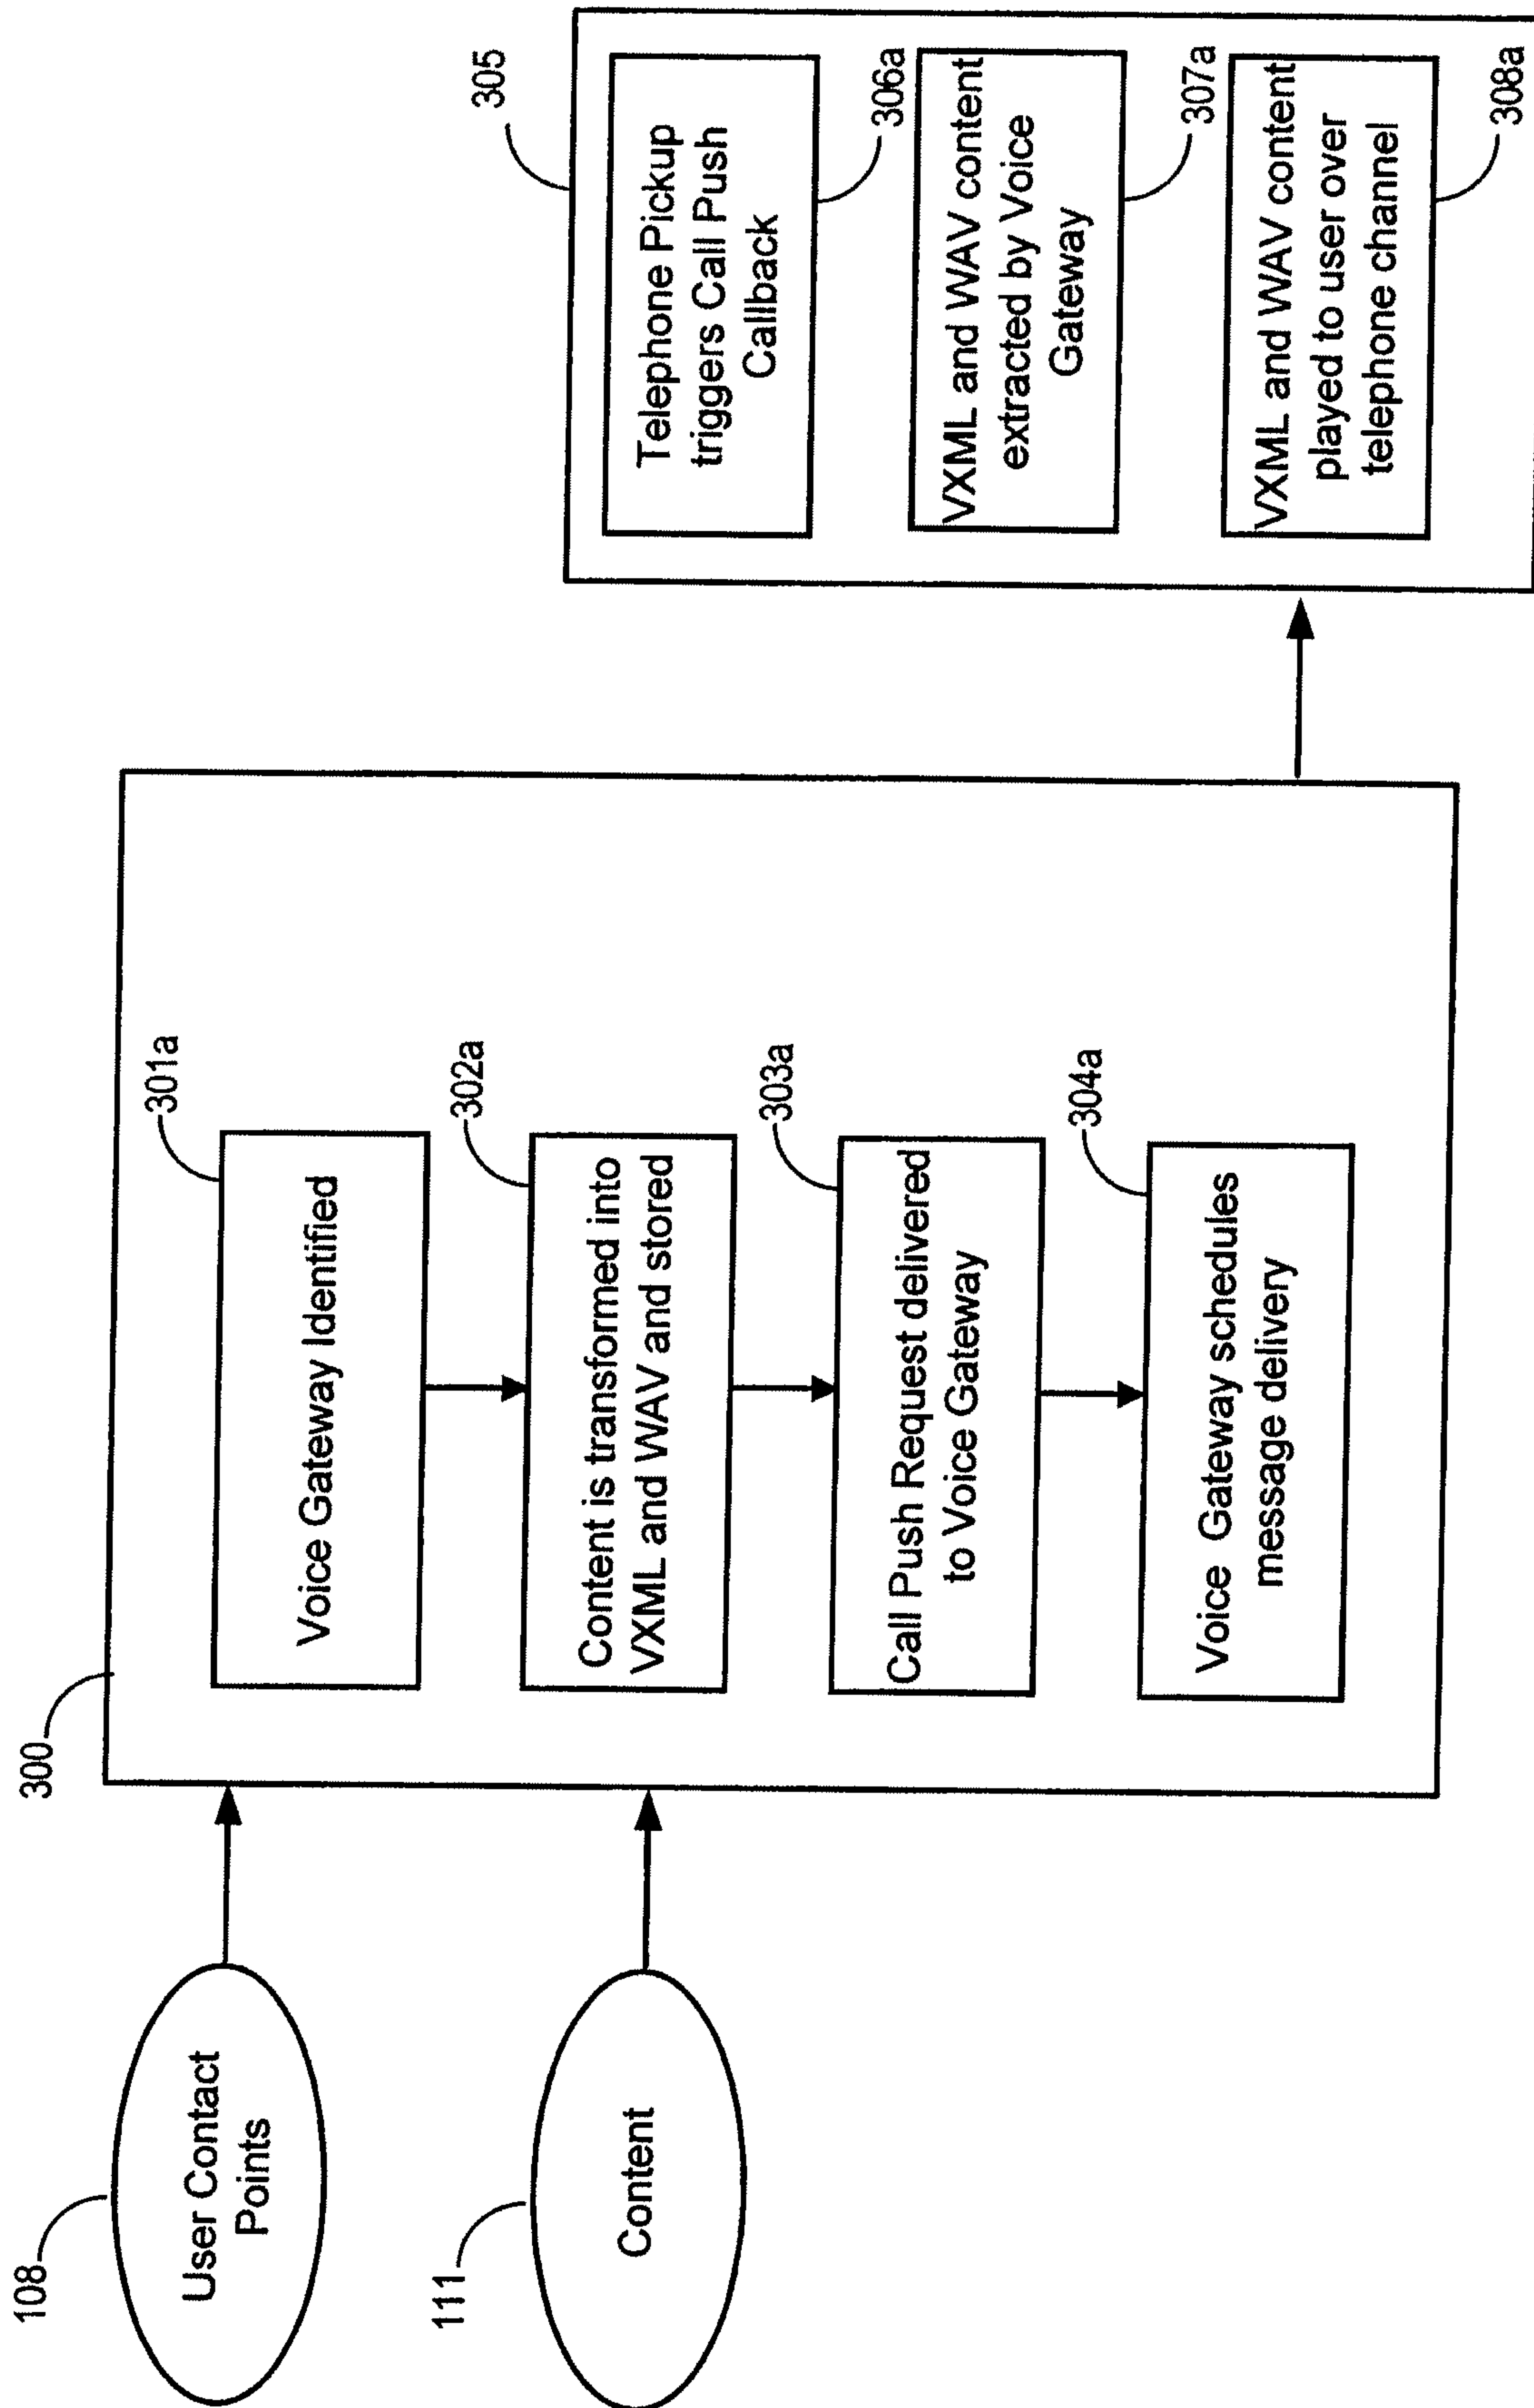 108
User Contact
Points
111
Content
300
301a
Voice Gateway Identified
302a
Content is transformed into
VXML and WAV and stored
303a
Call Push Request delivered
to Voice Gateway
304a
Voice Gateway schedules
message delivery
305
Telephone Pickup
triggers Call Push
Callback
306a
VXML and WAV content
extracted by Voice
Gateway
307a
VXML and WAV content
played to user over
telephone channel
308a